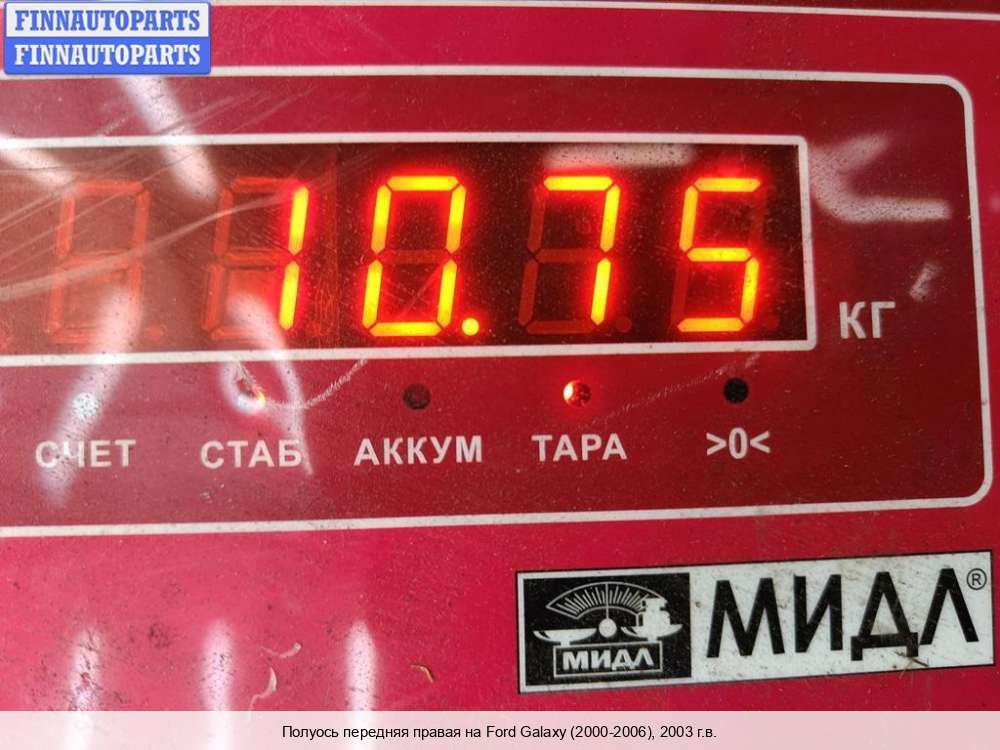 FINNAUTOPARTS
FINNAUTOPARTS
10.75
КГ
СЧЕТ СТАБ АККУМ ТАРА >0<
МИДЛ МИДЛ®
Полуось передняя правая на Ford Galaxy (2000-2006), 2003 г.в.